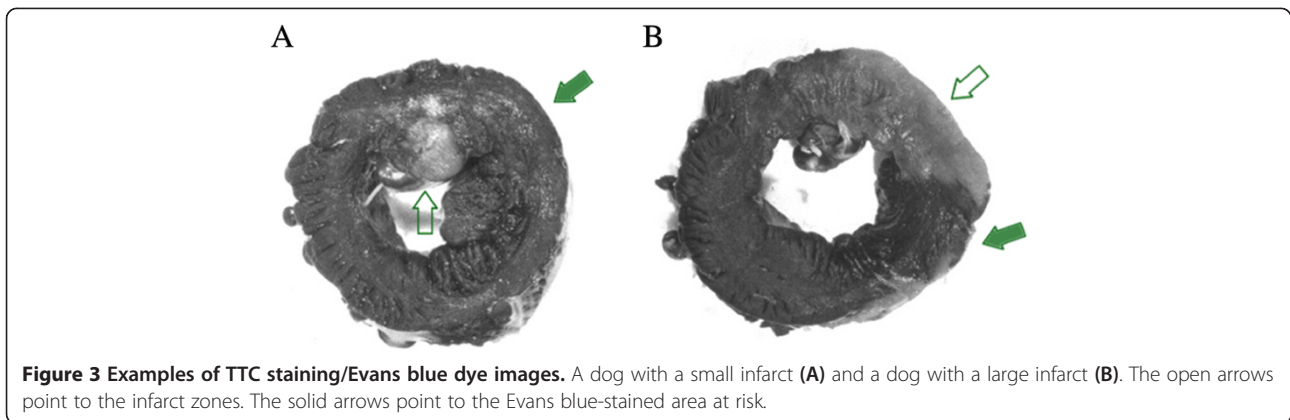 A
B
Figure 3 Examples of TTC staining/Evans blue dye images. A dog with a small infarct (A) and a dog with a large infarct (B). The open arrows
point to the infarct zones. The solid arrows point to the Evans blue-stained area at risk.